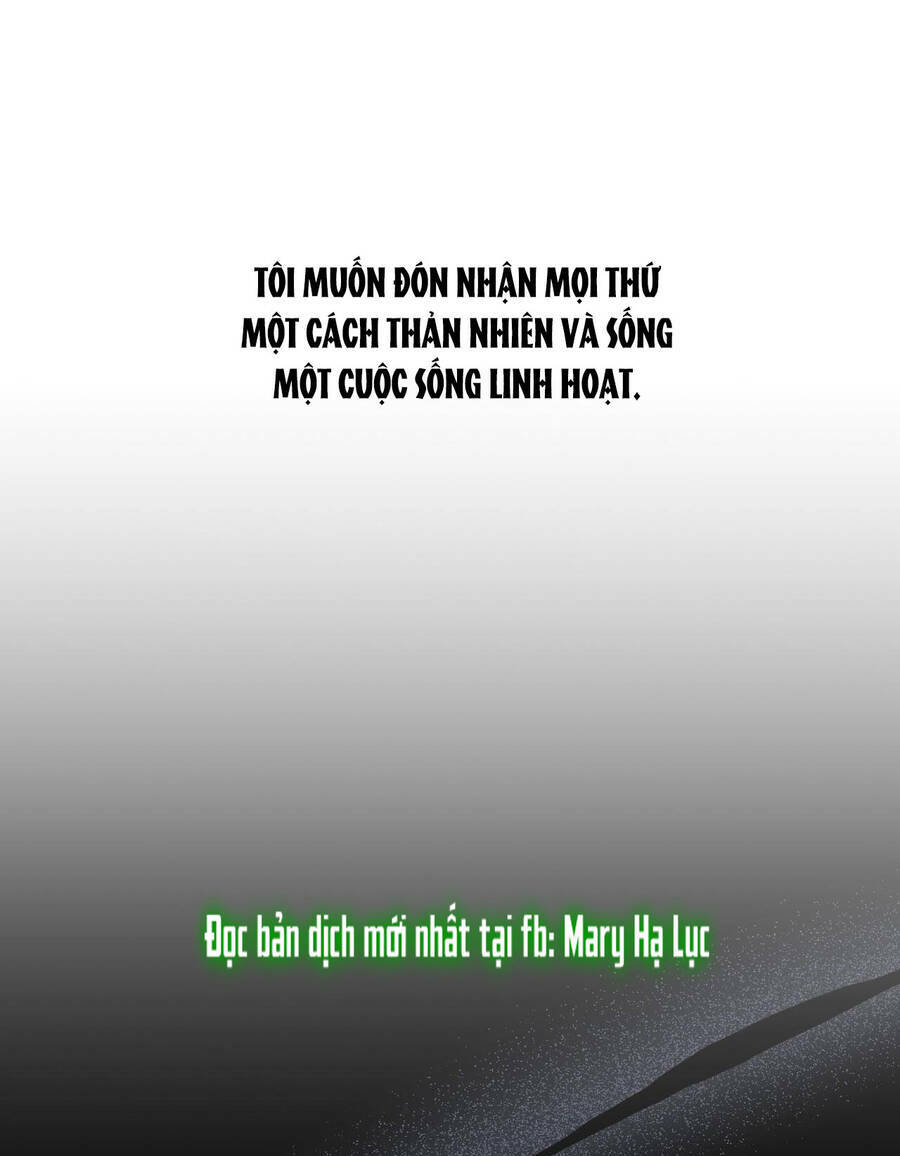 TÔI MUỐN ĐÓN NHẬN MỌI THỨ
MỘT CÁCH THẢN NHIÊN VÀ SỐNG
MỘT CUỘC SỐNG LINH HOẠT.
Đọc bản dịch mới nhất tại fb: Mary Hạ Lục